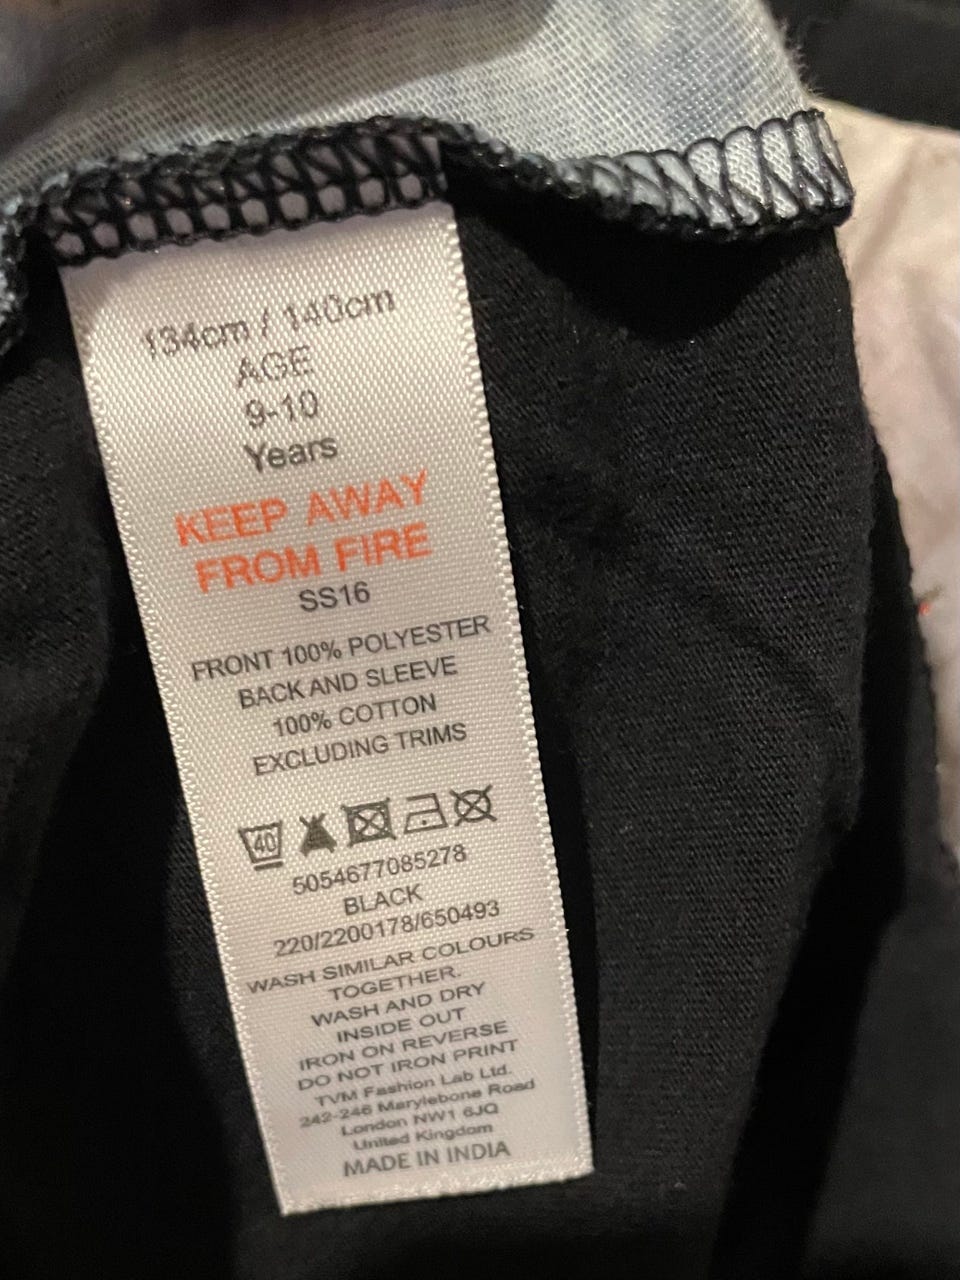 134cm / 140cm
AGE
9-10
Years
KEEP AWAY
FROM FIRE
SS16
FRONT 100% POLYESTER
BACK AND SLEEVE
100% COTTON
EXCLUDING TRIMS
40
5054677085278
BLACK
220/2200178/650493
WASH SIMILAR COLOURS
TOGETHER.
WASH AND DRY
INSIDE OUT
IRON ON REVERSE
DO NOT IRON PRINT
TVM Fashion Lab Ltd.
242-246 Marylebone Road
London NW1 6JQ
United Kingdom
MADE IN INDIA